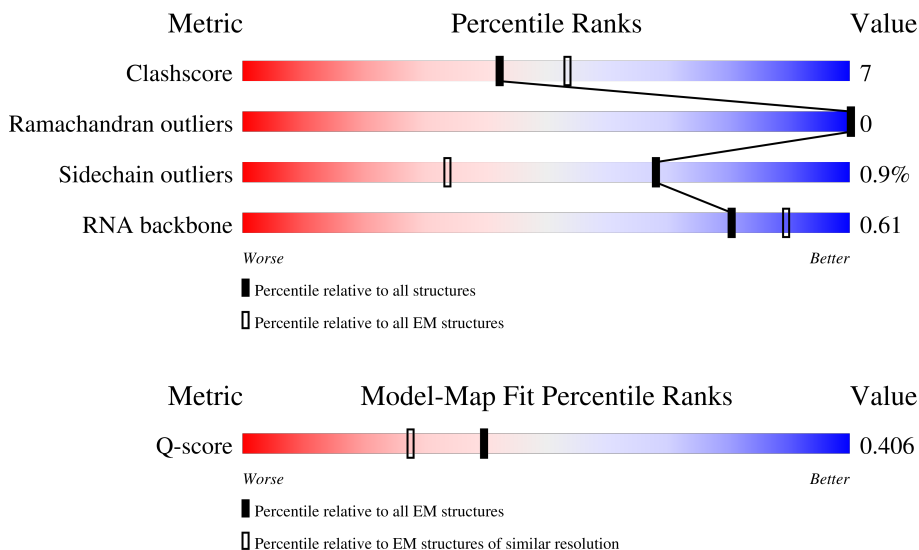 Metric Percentile Ranks Value
Clashscore 7
Ramachandran outliers 0
Sidechain outliers 0.9%
RNA backbone 0.61
Worse Better
Percentile relative to all structures
Percentile relative to all EM structures
Metric Model-Map Fit Percentile Ranks Value
Q-score 0.406
Worse Better
Percentile relative to all EM structures
Percentile relative to EM structures of similar resolution